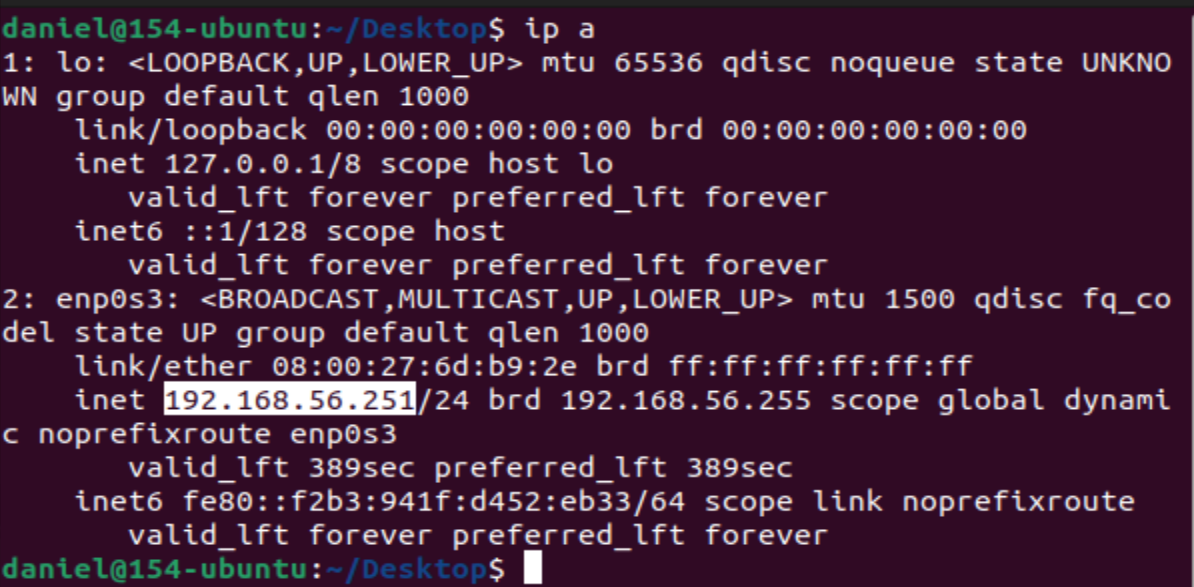 daniel@154-ubuntu:~/Desktop$ ip a
1: lo: <LOOPBACK,UP,LOWER_UP> mtu 65536 qdisc noqueue state UNKNO
WN group default qlen 1000
    link/loopback 00:00:00:00:00:00 brd 00:00:00:00:00:00
    inet 127.0.0.1/8 scope host lo
       valid_lft forever preferred_lft forever
    inet6 ::1/128 scope host
       valid_lft forever preferred_lft forever
2: enp0s3: <BROADCAST,MULTICAST,UP,LOWER_UP> mtu 1500 qdisc fq_co
del state UP group default qlen 1000
    link/ether 08:00:27:6d:b9:2e brd ff:ff:ff:ff:ff:ff
    inet 192.168.56.251/24 brd 192.168.56.255 scope global dynami
c noprefixroute enp0s3
       valid_lft 389sec preferred_lft 389sec
    inet6 fe80::f2b3:941f:d452:eb33/64 scope link noprefixroute
       valid_lft forever preferred_lft forever
daniel@154-ubuntu:~/Desktop$